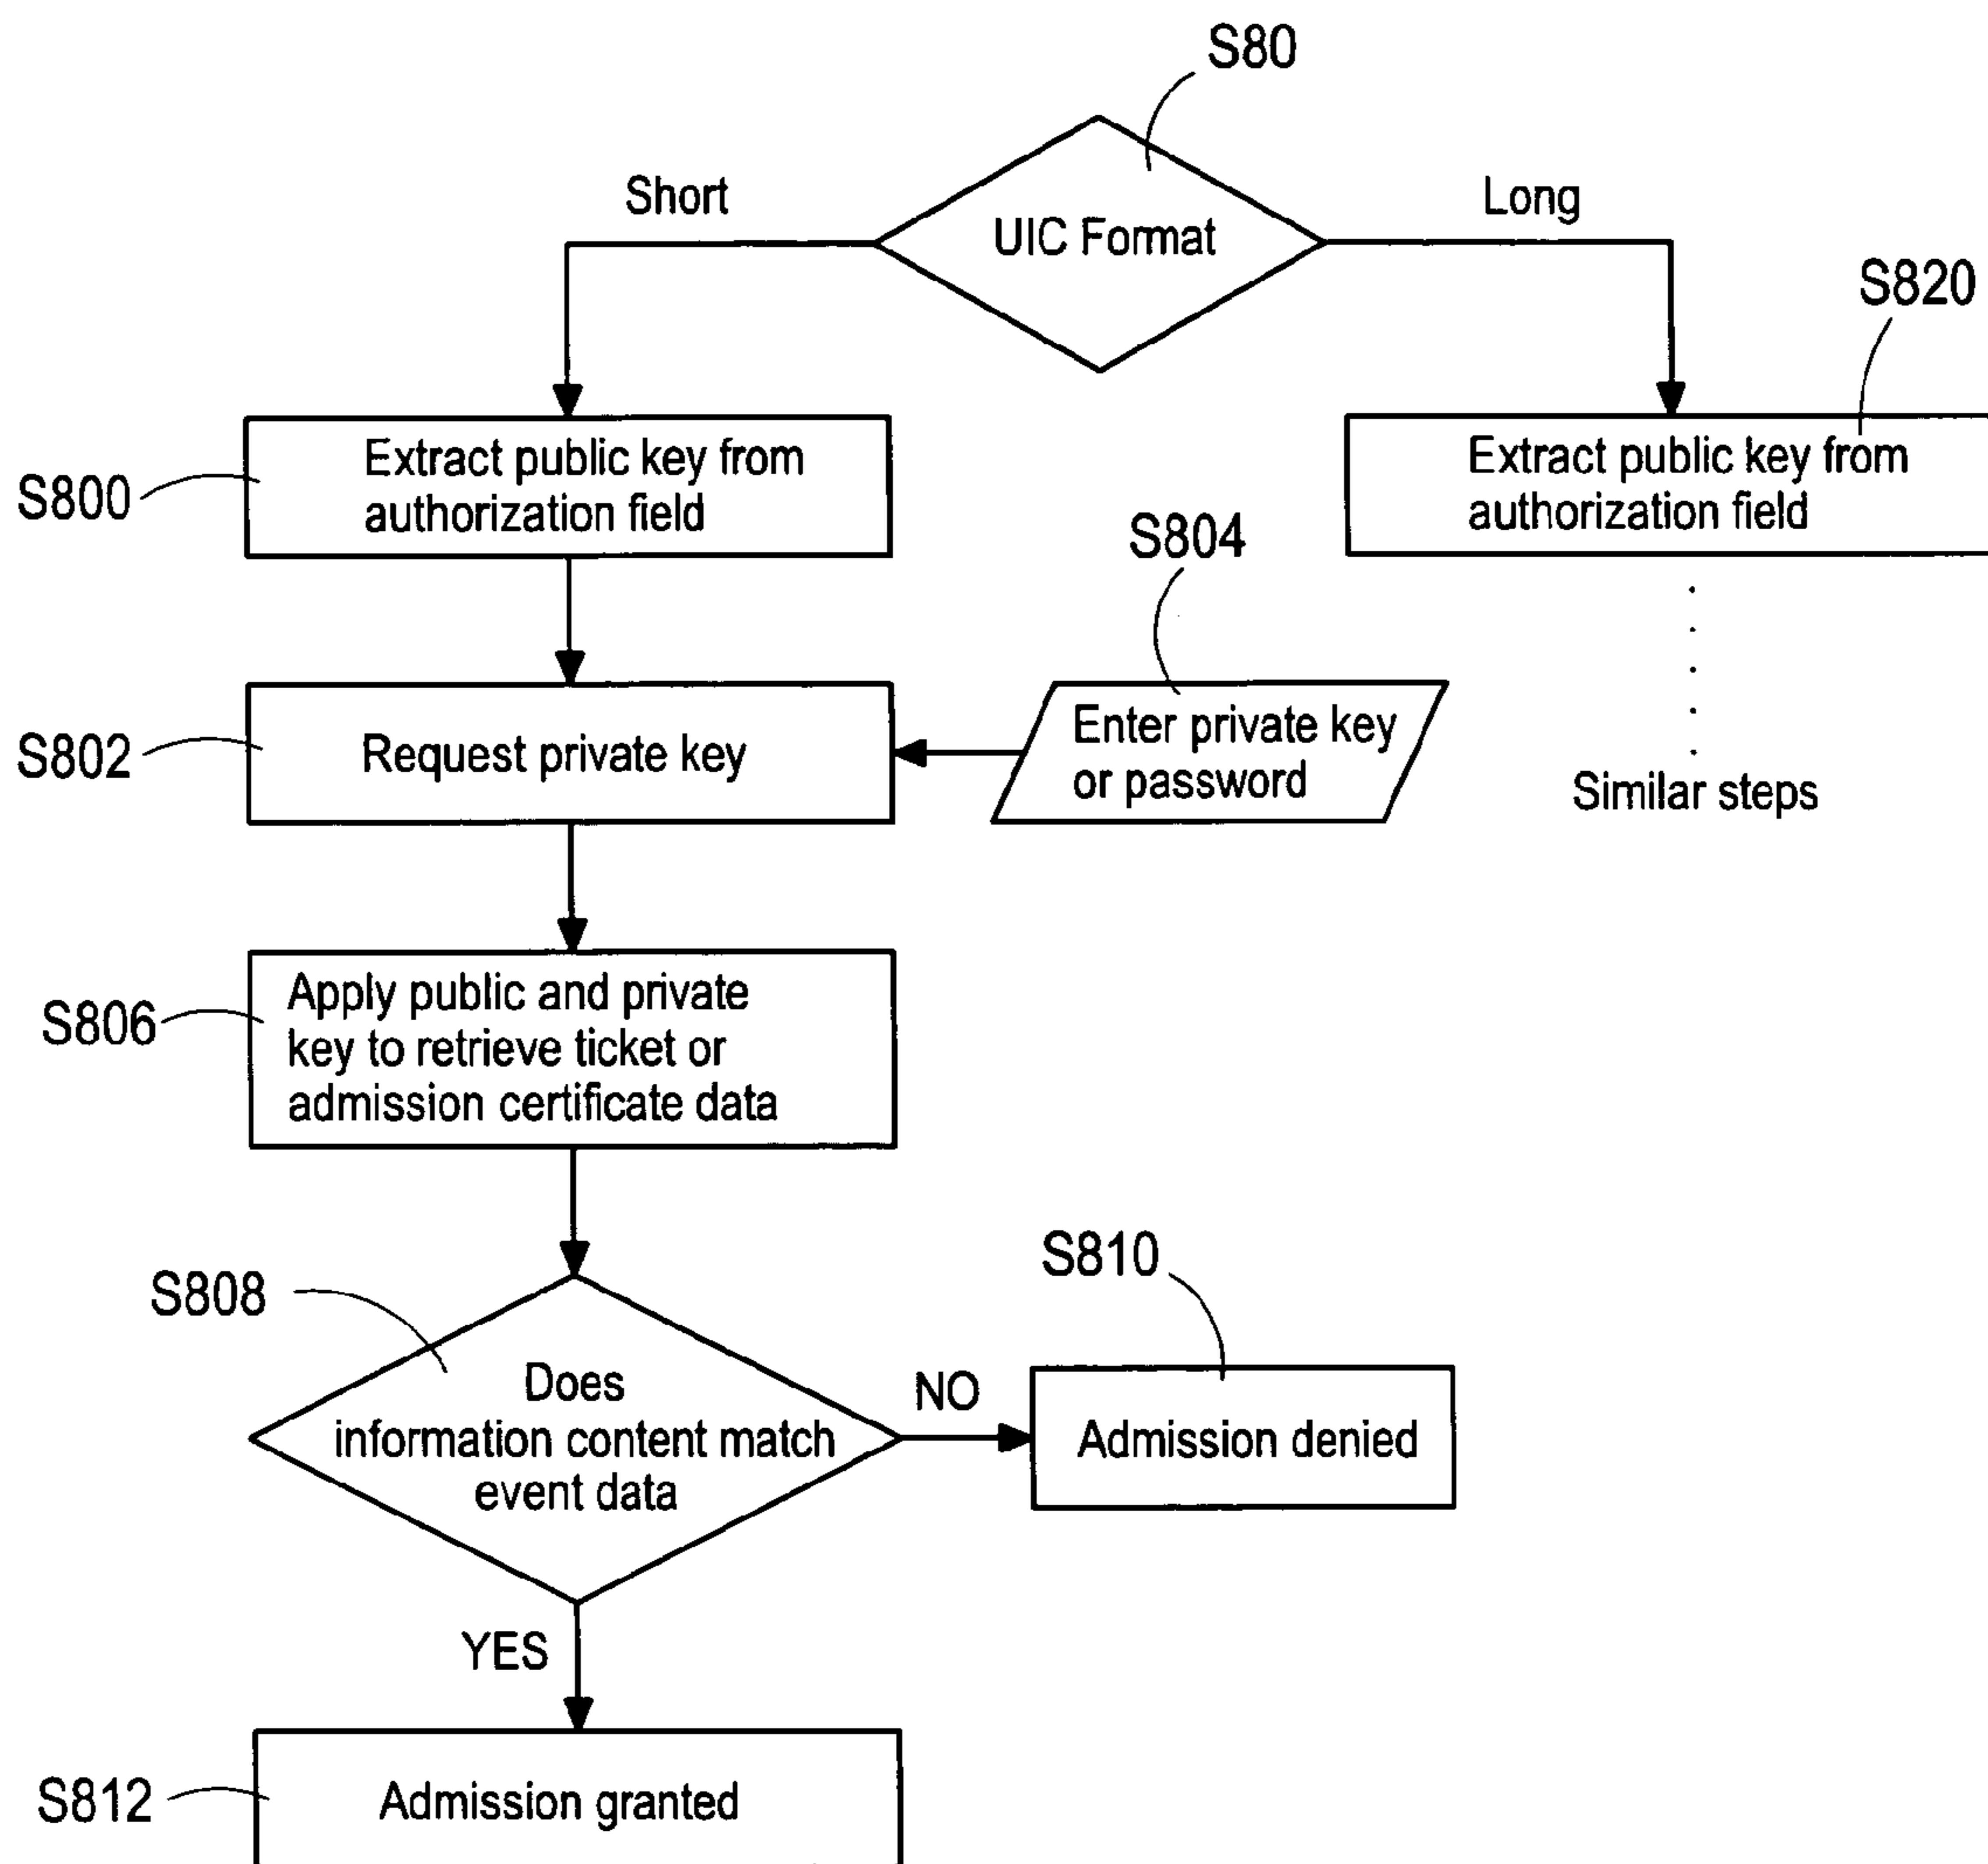 S80
Short
Long
UIC Format
S820
S800
Extract public key from
authorization field
Extract public key from
authorization field
S804
S802
Request private key
Enter private key
or password
Similar steps
S806
Apply public and private
key to retrieve ticket or
admission certificate data
S810
S808
Does
information content match
event data
NO
Admission denied
YES
S812
Admission granted